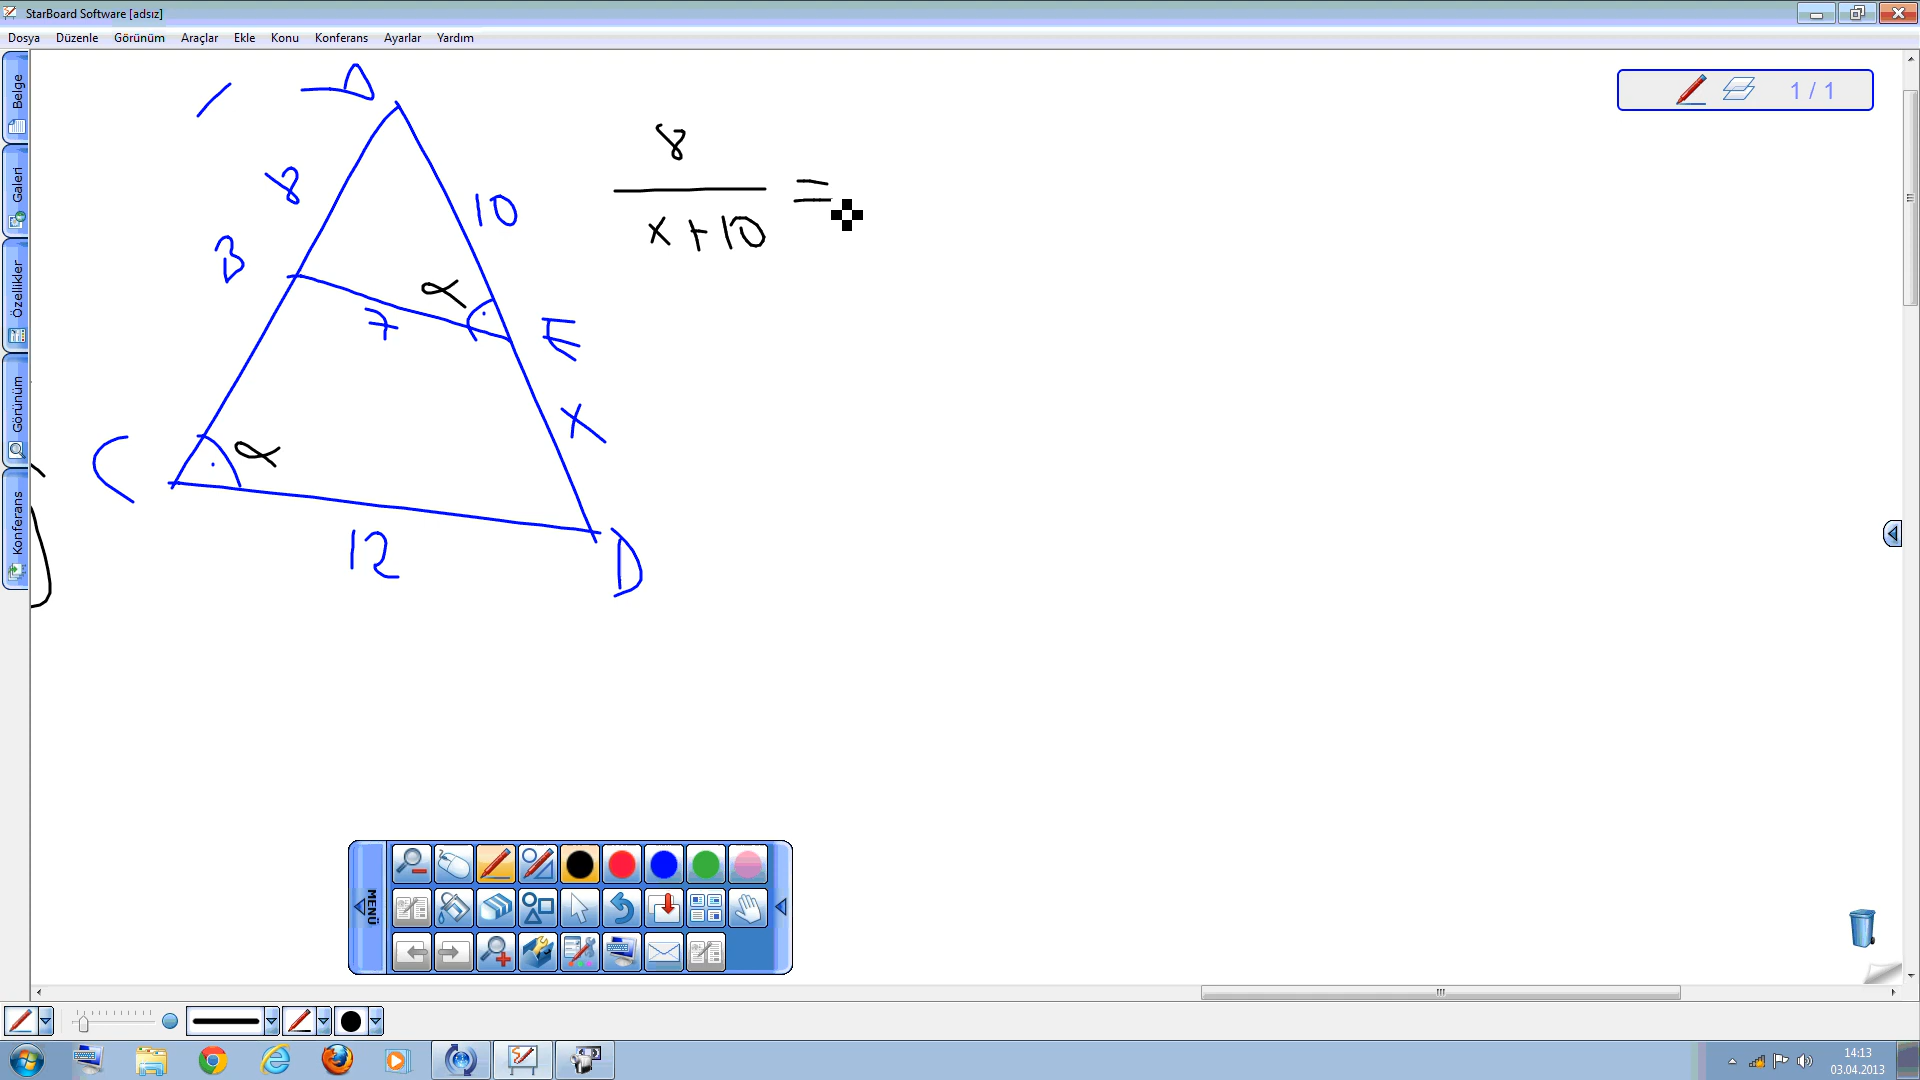 StarBoard Software [adsız]
Dosya Düzenle Görünüm Araçlar Ekle Konu Konferans Ayarlar Yardım
Belge
Galeri
Özellikler
Görünüm
Konferans
1 / 1
A
8
10
B
α
7
E
x
C
α
12
D
8
x+10
=
MENÜ
14:13
03.04.2013